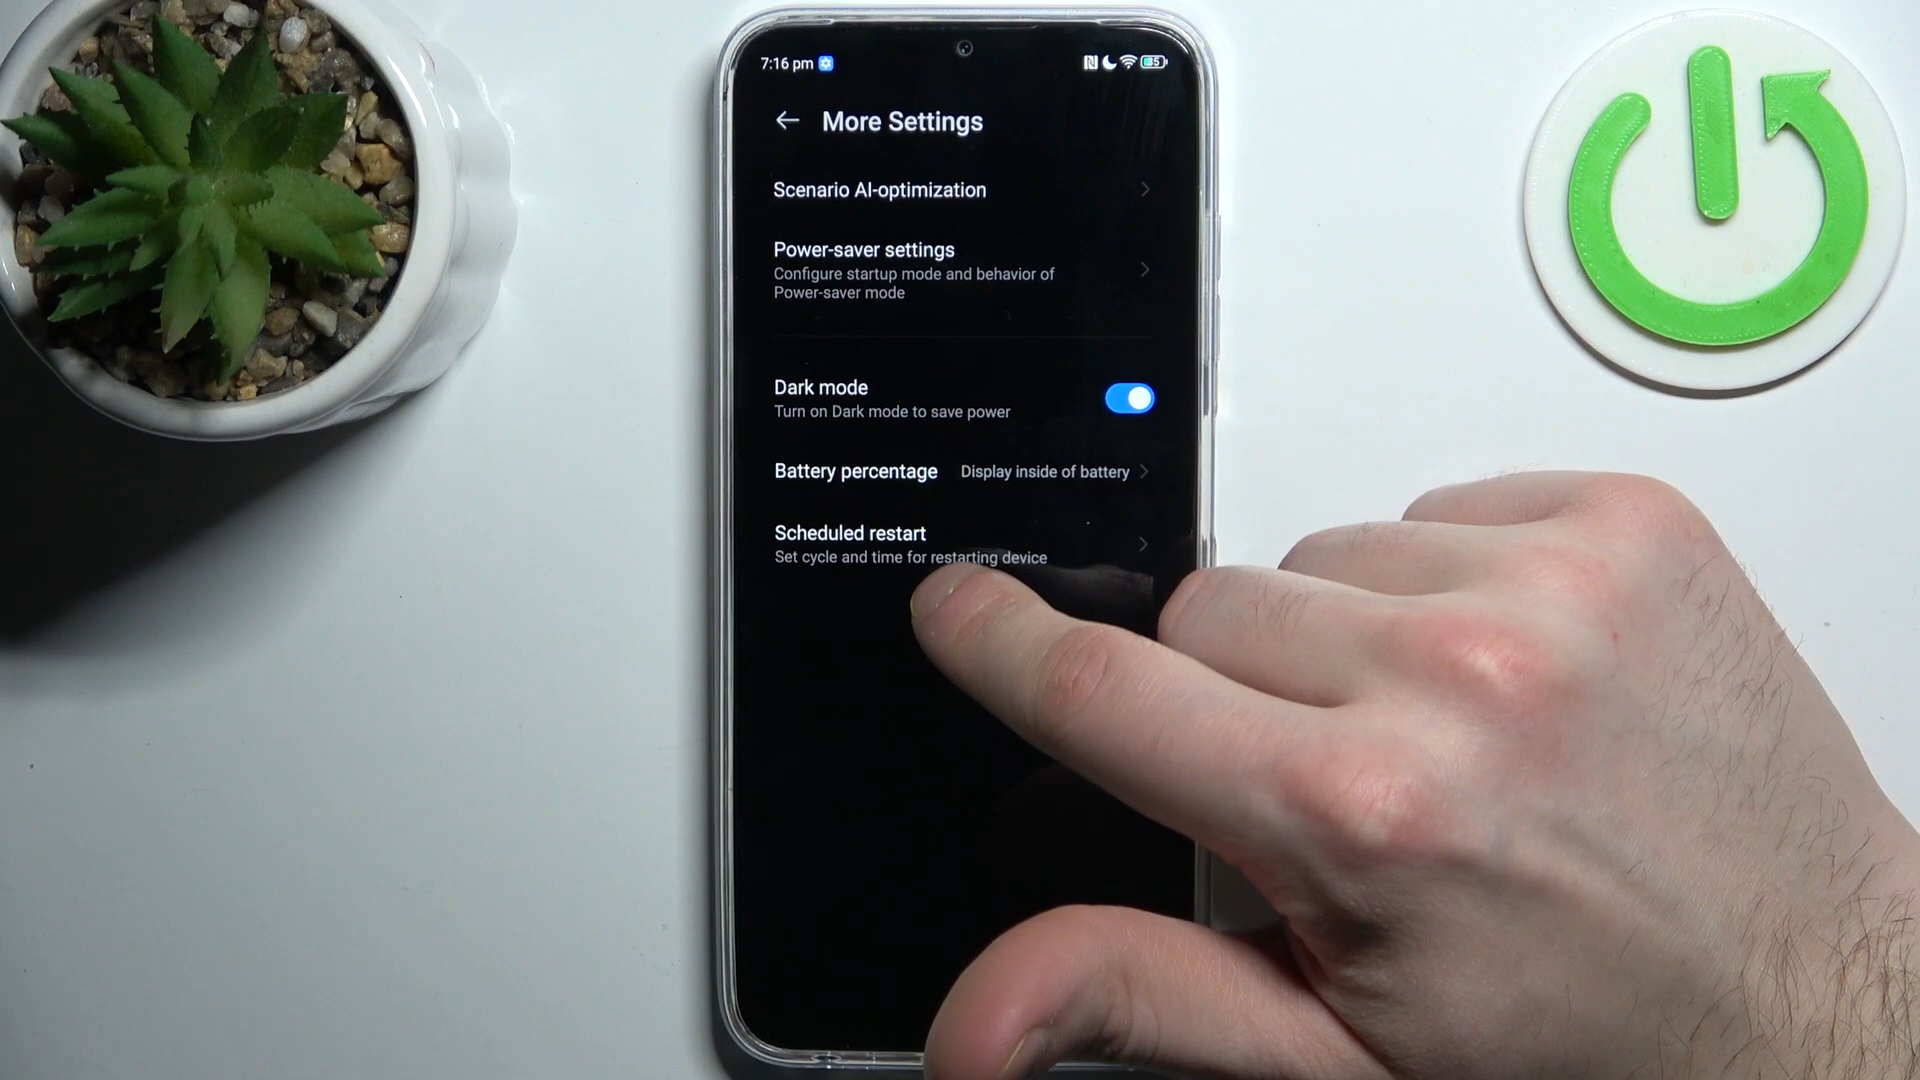 7:16 pm 85
More Settings
Scenario AI-optimization
Power-saver settings
Configure startup mode and behavior of
Power-saver mode
Dark mode
Turn on Dark mode to save power
Battery percentage Display inside of battery
Scheduled restart
Set cycle and time for restarting device